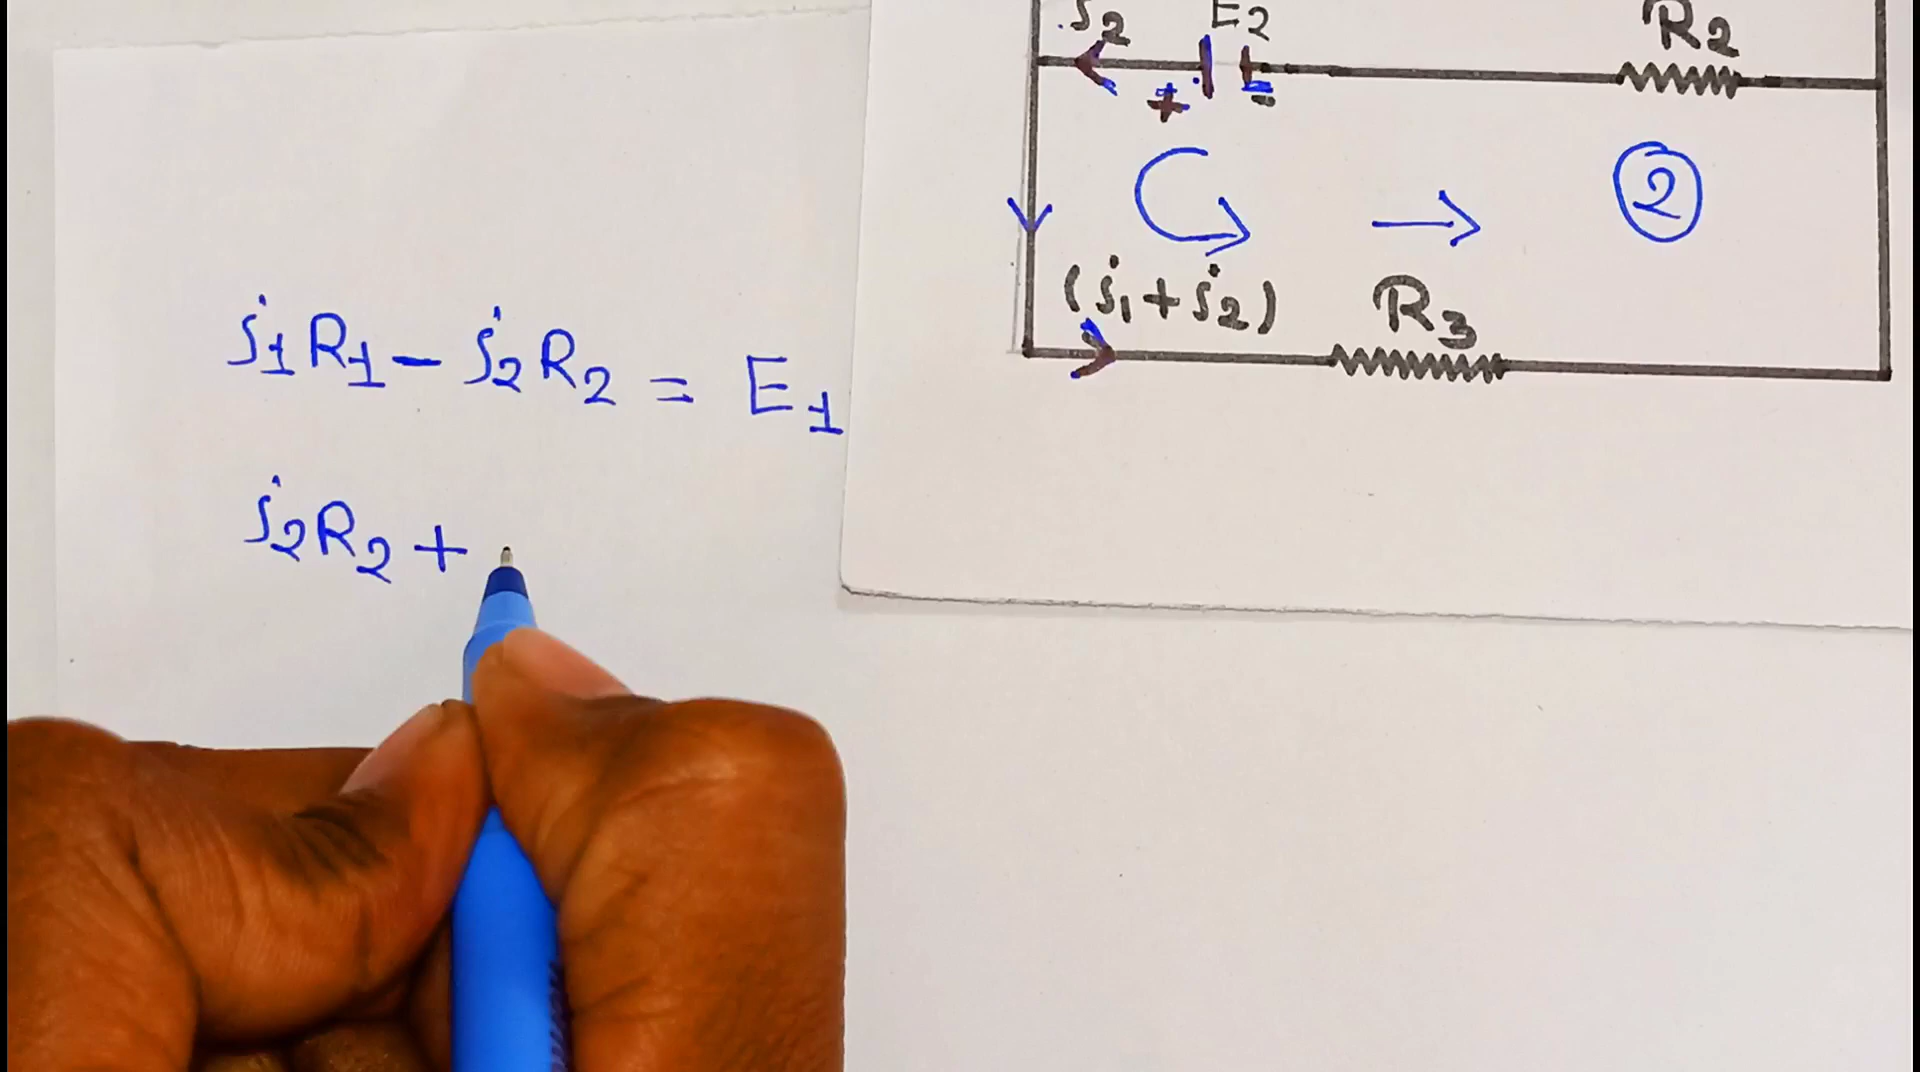 i2 E2 R2
+ -
2
(i1+i2) R3
i1R1 - i2R2 = E1
i2R2 +